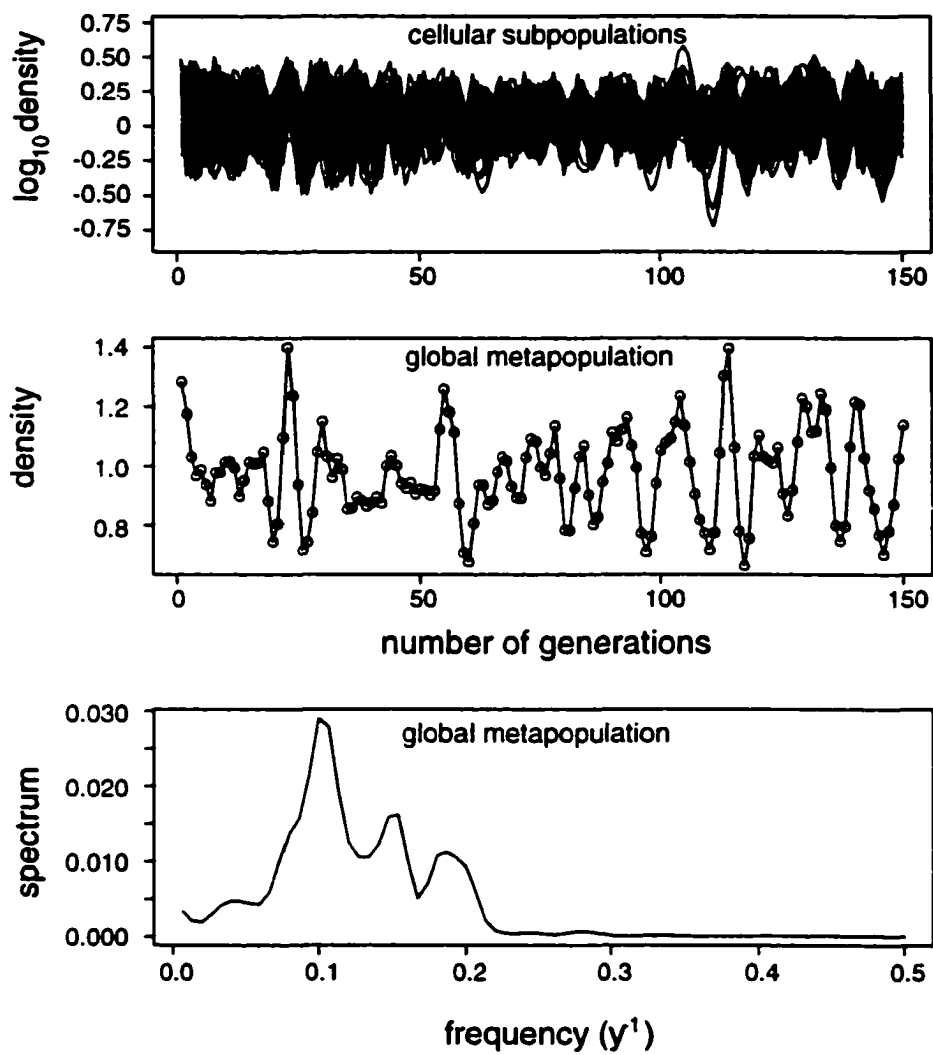 cellular subpopulations
log10density
0.75
0.50
0.25
0
-0.25
-0.50
-0.75
0 50 100 150
global metapopulation
density
1.4
1.2
1.0
0.8
0 50 100 150
number of generations
global metapopulation
spectrum
0.030
0.020
0.010
0.000
0.0 0.1 0.2 0.3 0.4 0.5
frequency (y-1)